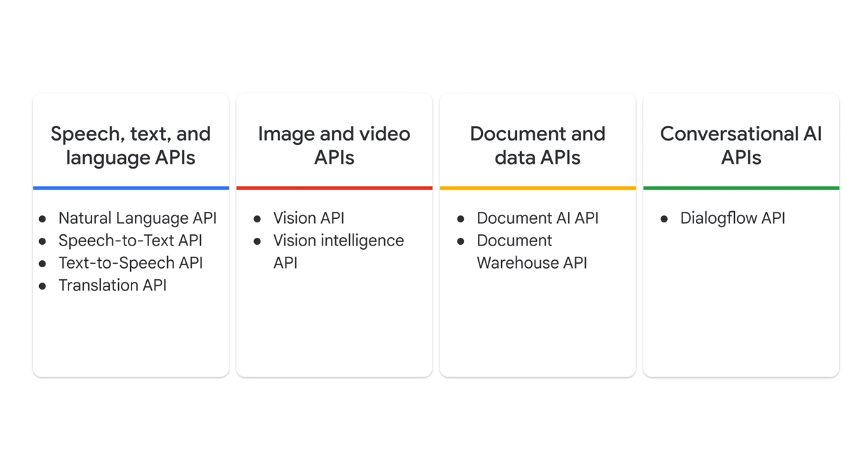 Speech, text, and
language APIs
● Natural Language API
● Speech-to-Text API
● Text-to-Speech API
● Translation API
Image and video
APIs
● Vision API
● Vision intelligence
API
Document and
data APIs
● Document AI API
● Document
Warehouse API
Conversational AI
APIs
● Dialogflow API